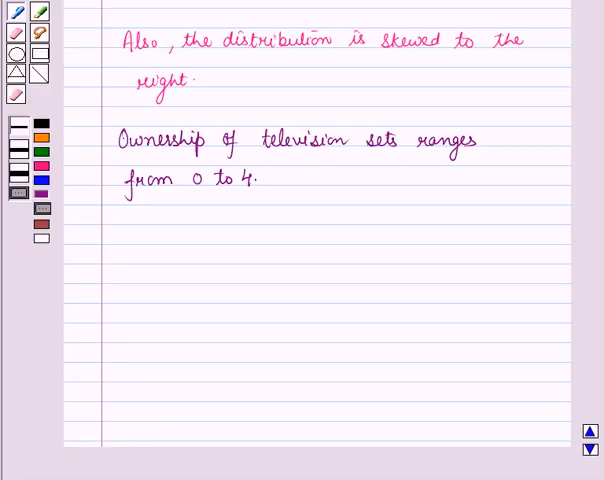 Also, the distribution is skewed to the
right.
Ownership of television sets ranges
from 0 to 4.